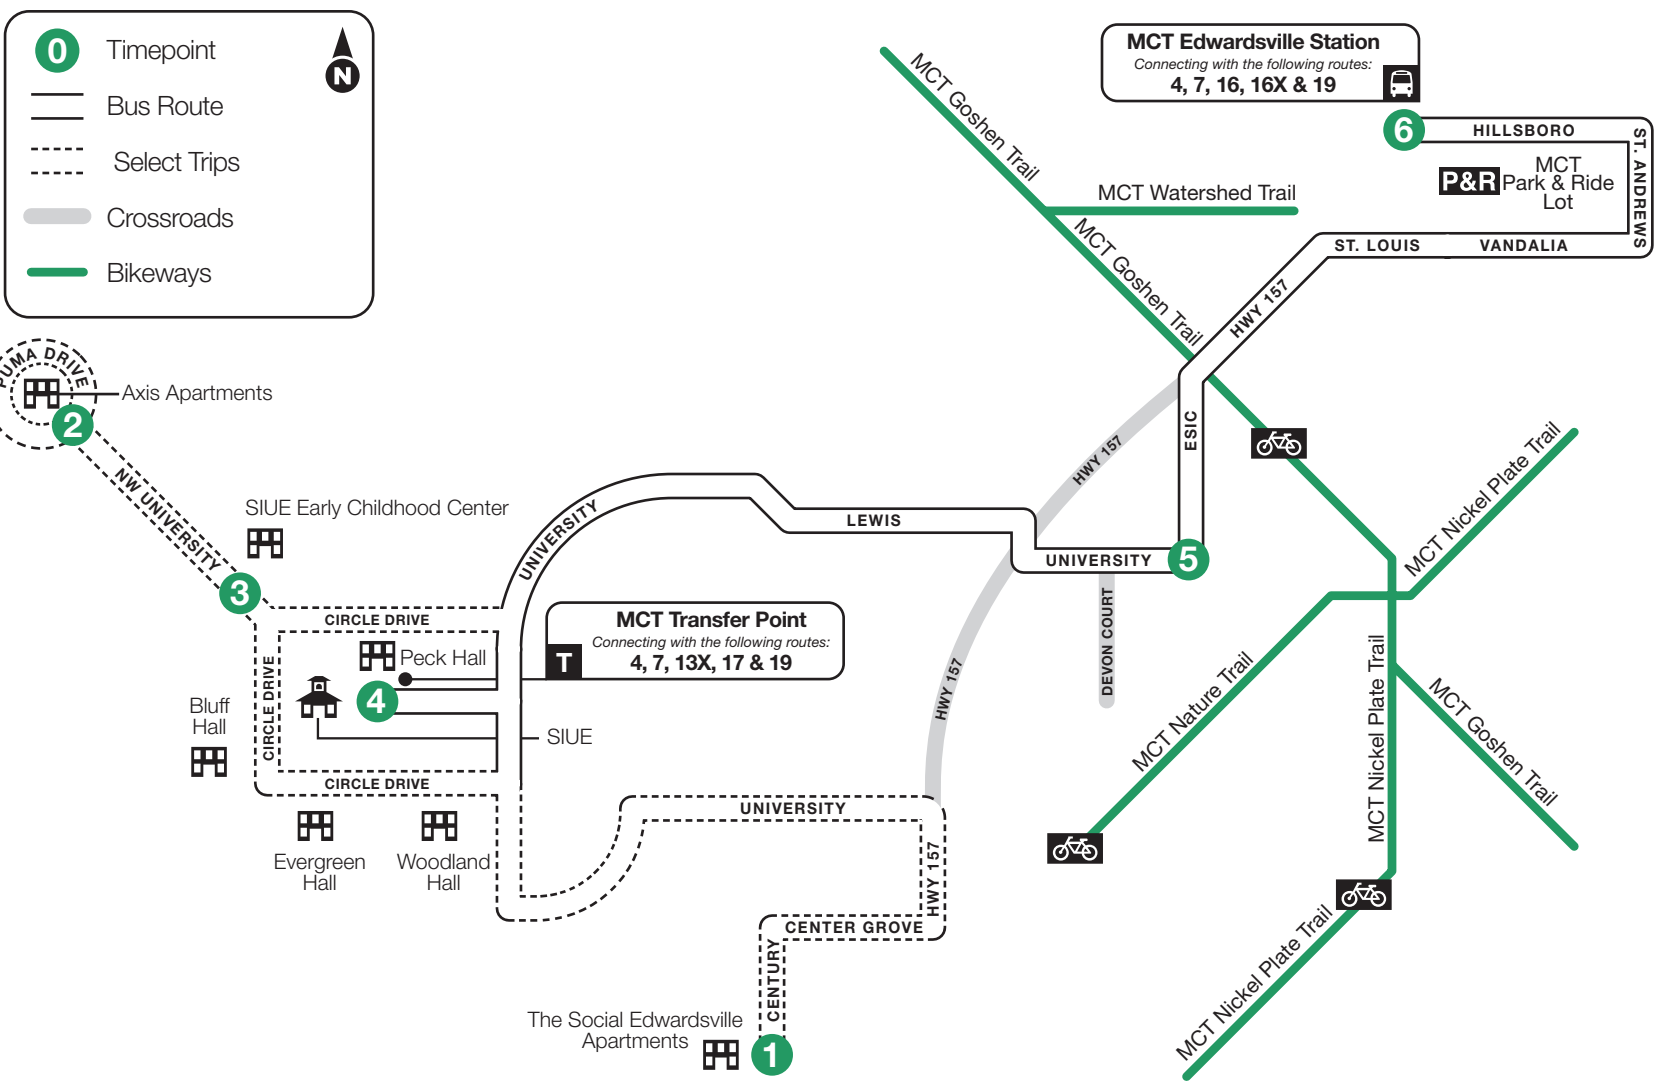 0 Timepoint
N
Bus Route
Select Trips
Crossroads
Bikeways
MCT Edwardsville Station
Connecting with the following routes:
4, 7, 16, 16X & 19
6
HILLSBORO
ST. ANDREWS
P&R
MCT
Park & Ride
Lot
ST. LOUIS
VANDALIA
HWY 157
MCT Goshen Trail
MCT Watershed Trail
MCT Goshen Trail
PUMA DRIVE
Axis Apartments
2
NW UNIVERSITY
SIUE Early Childhood Center
3
UNIVERSITY
LEWIS
HWY 157
ESIC
UNIVERSITY
5
DEVON COURT
HWY 157
MCT Nickel Plate Trail
CIRCLE DRIVE
Peck Hall
4
MCT Transfer Point
Connecting with the following routes:
T
4, 7, 13X, 17 & 19
CIRCLE DRIVE
Bluff
Hall
SIUE
CIRCLE DRIVE
Evergreen
Hall
Woodland
Hall
UNIVERSITY
HWY 157
CENTER GROVE
CENTURY
The Social Edwardsville
Apartments
1
MCT Nature Trail
MCT Nickel Plate Trail
MCT Goshen Trail
MCT Nickel Plate Trail